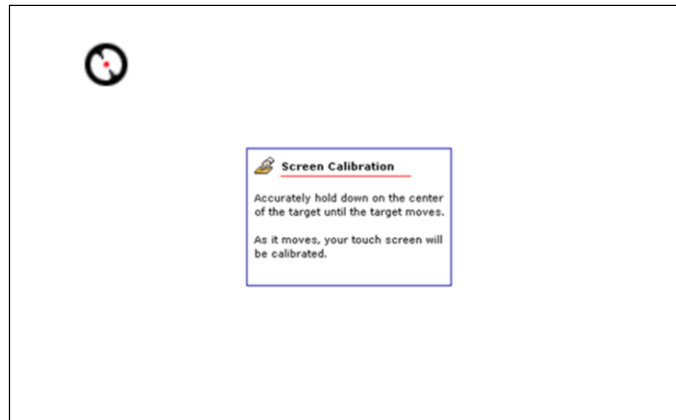 Screen Calibration
Accurately hold down on the center
of the target until the target moves.
As it moves, your touch screen will
be calibrated.